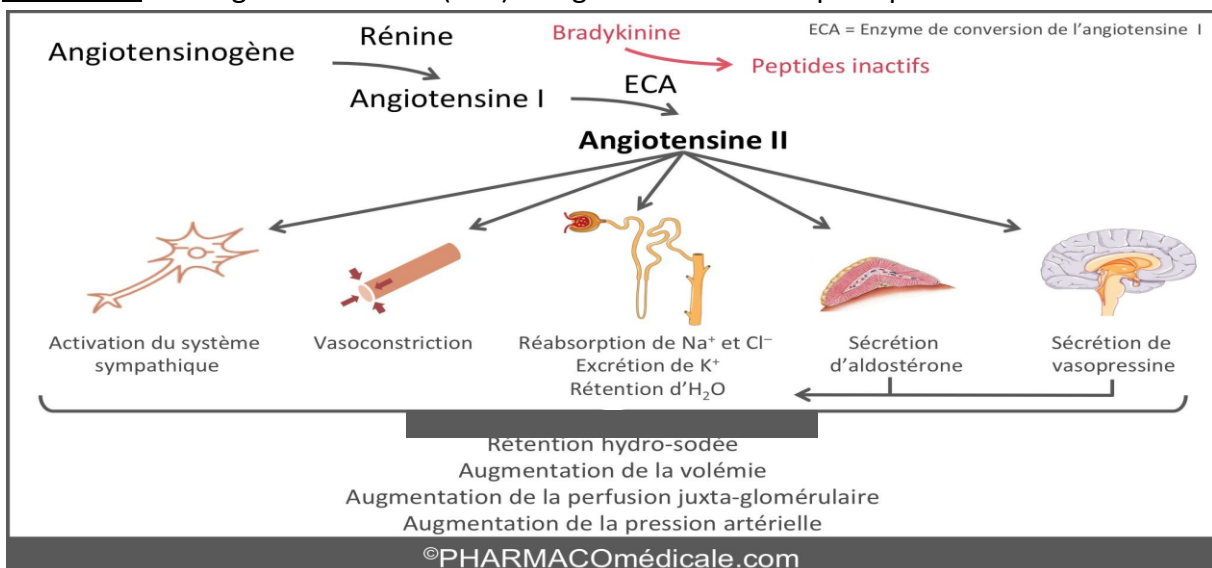 ECA = Enzyme de conversion de l’angiotensine I
Angiotensinogène
Rénine
Bradykinine
Peptides inactifs
Angiotensine I
ECA
Angiotensine II
Activation du système
sympathique
Vasoconstriction
Réabsorption de Na⁺ et Cl⁻
Excrétion de K⁺
Rétention d’H₂O
Sécrétion
d’aldostérone
Sécrétion de
vasopressine
Rétention hydro-sodée
Augmentation de la volémie
Augmentation de la perfusion juxta-glomérulaire
Augmentation de la pression artérielle
©PHARMACOmédicale.com